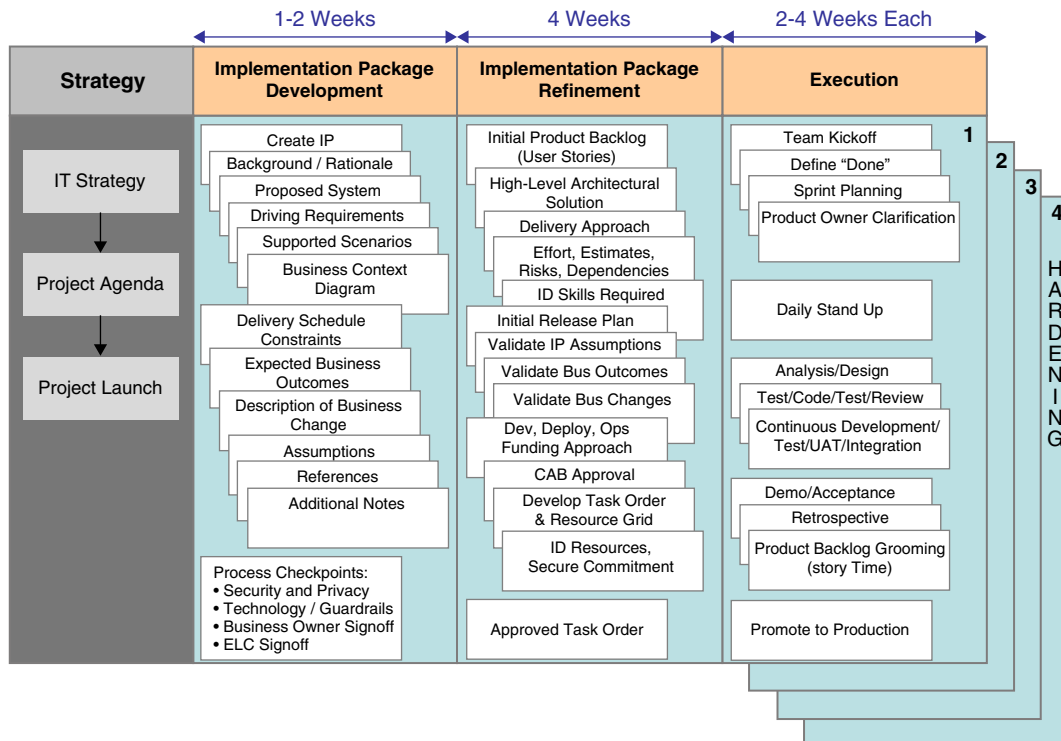 1-2 Weeks
4 Weeks
2-4 Weeks Each
Strategy
Implementation Package
Development
Implementation Package
Refinement
Execution
IT Strategy
Project Agenda
Project Launch
Create IP
Background / Rationale
Proposed System
Driving Requirements
Supported Scenarios
Business Context
Diagram
Delivery Schedule
Constraints
Expected Business
Outcomes
Description of Business
Change
Assumptions
References
Additional Notes
Process Checkpoints:
• Security and Privacy
• Technology / Guardrails
• Business Owner Signoff
• ELC Signoff
Initial Product Backlog
(User Stories)
High-Level Architectural
Solution
Delivery Approach
Effort, Estimates,
Risks, Dependencies
ID Skills Required
Initial Release Plan
Validate IP Assumptions
Validate Bus Outcomes
Validate Bus Changes
Dev, Deploy, Ops
Funding Approach
CAB Approval
Develop Task Order
& Resource Grid
ID Resources,
Secure Commitment
Approved Task Order
Team Kickoff
Define “Done”
Sprint Planning
Product Owner Clarification
Daily Stand Up
Analysis/Design
Test/Code/Test/Review
Continuous Development/
Test/UAT/Integration
Demo/Acceptance
Retrospective
Product Backlog Grooming
(story Time)
Promote to Production
1
2
3
4
HARDENING